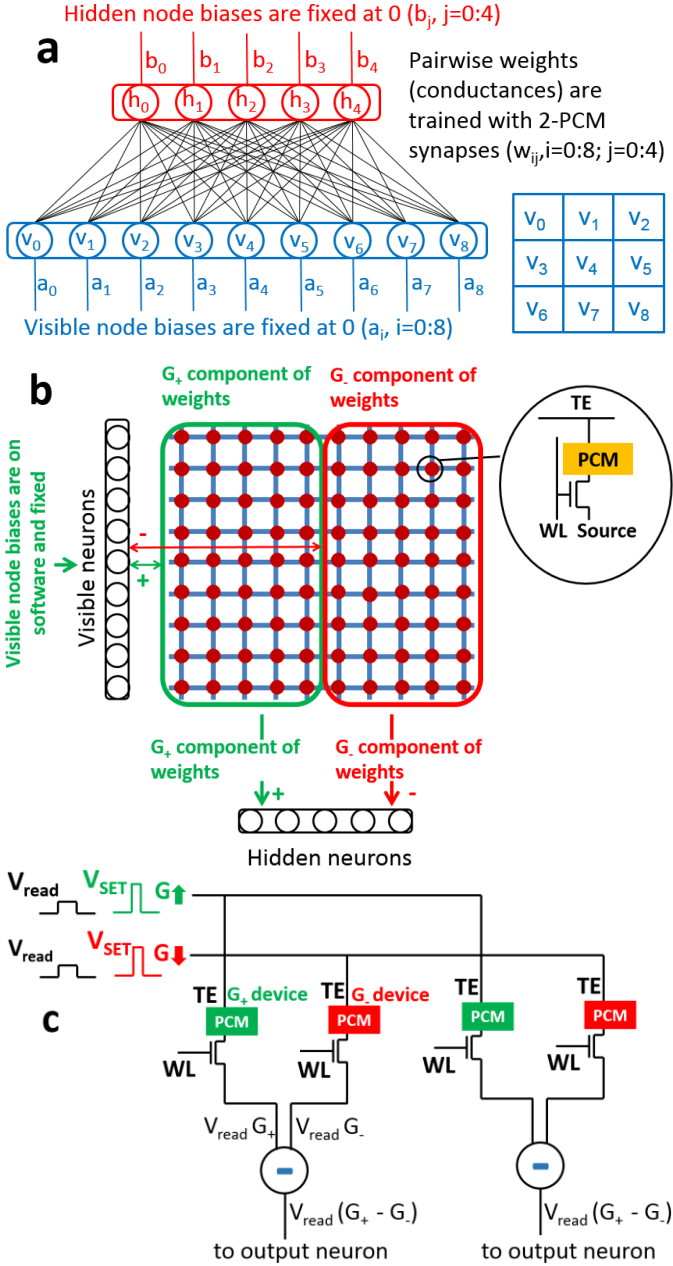 Hidden node biases are fixed at 0 (bj, j=0:4)
a
b0 b1 b2 b3 b4
h0 h1 h2 h3 h4
Pairwise weights
(conductances) are
trained with 2-PCM
synapses (wij,i=0:8; j=0:4)
v0 v1 v2 v3 v4 v5 v6 v7 v8
a0 a1 a2 a3 a4 a5 a6 a7 a8
Visible node biases are fixed at 0 (ai, i=0:8)
v0 v1 v2
v3 v4 v5
v6 v7 v8
b
G+ component of
weights
G- component of
weights
Visible node biases are on
software and fixed
Visible neurons
-
+
TE
PCM
WL Source
G+ component of
weights
G- component of
weights
+ -
Hidden neurons
Vread VSET G
Vread VSET G
c
TE G+ device G- device TE TE
PCM PCM PCM PCM
WL WL WL WL
Vread G+ Vread G-
- -
Vread (G+ - G-) Vread (G+ - G-)
to output neuron to output neuron